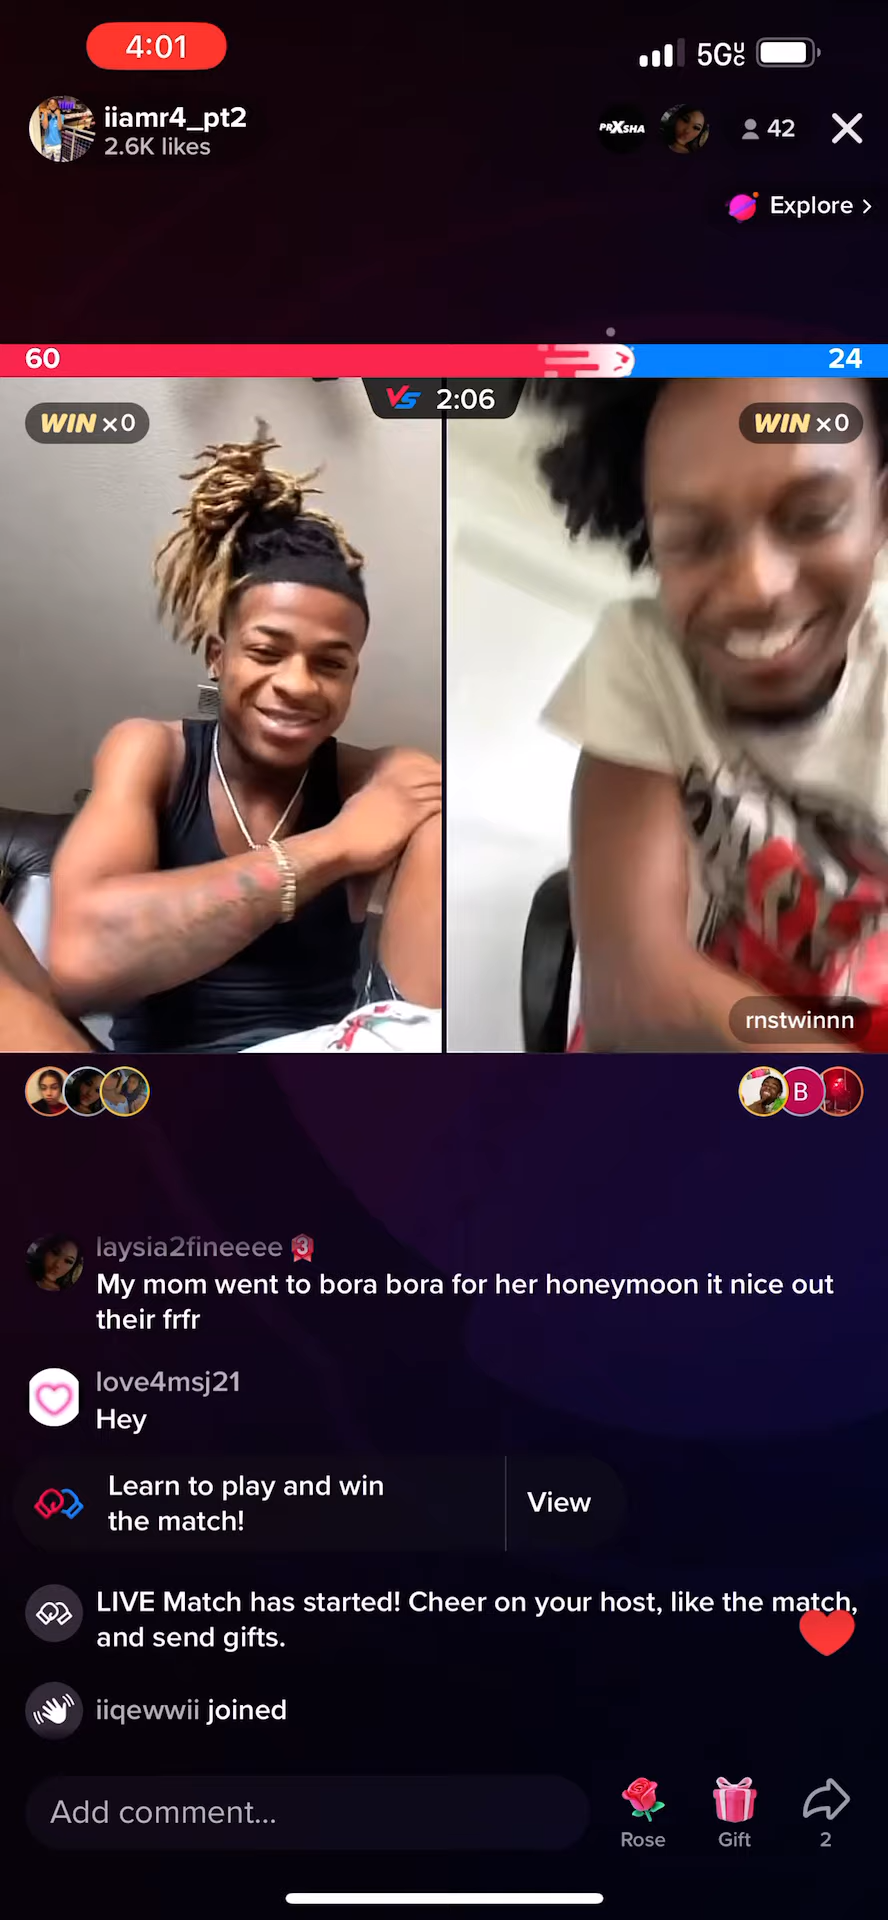 4:01
5G UC
iiamr4_pt2
2.6K likes
PRXSHA
42
Explore >
60
24
VS 2:06
WIN x0
WIN x0
rnstwinnn
B
laysia2fineeee 3
My mom went to bora bora for her honeymoon it nice out
their frfr
love4msj21
Hey
Learn to play and win
the match!
View
LIVE Match has started! Cheer on your host, like the match,
and send gifts.
iiqewwii joined
Add comment...
Rose
Gift
2